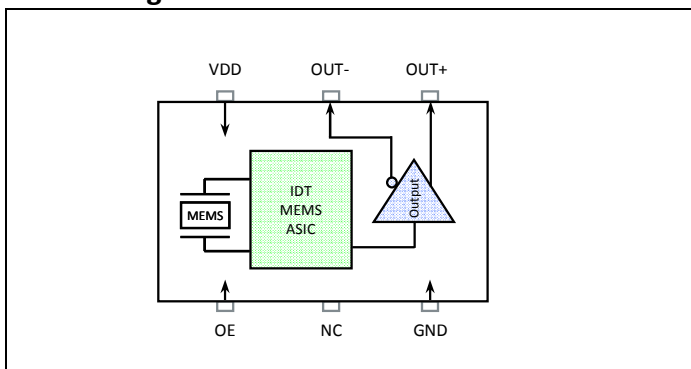 VDD OUT- OUT+
IDT
MEMS
ASIC
MEMS
Output
OE NC GND